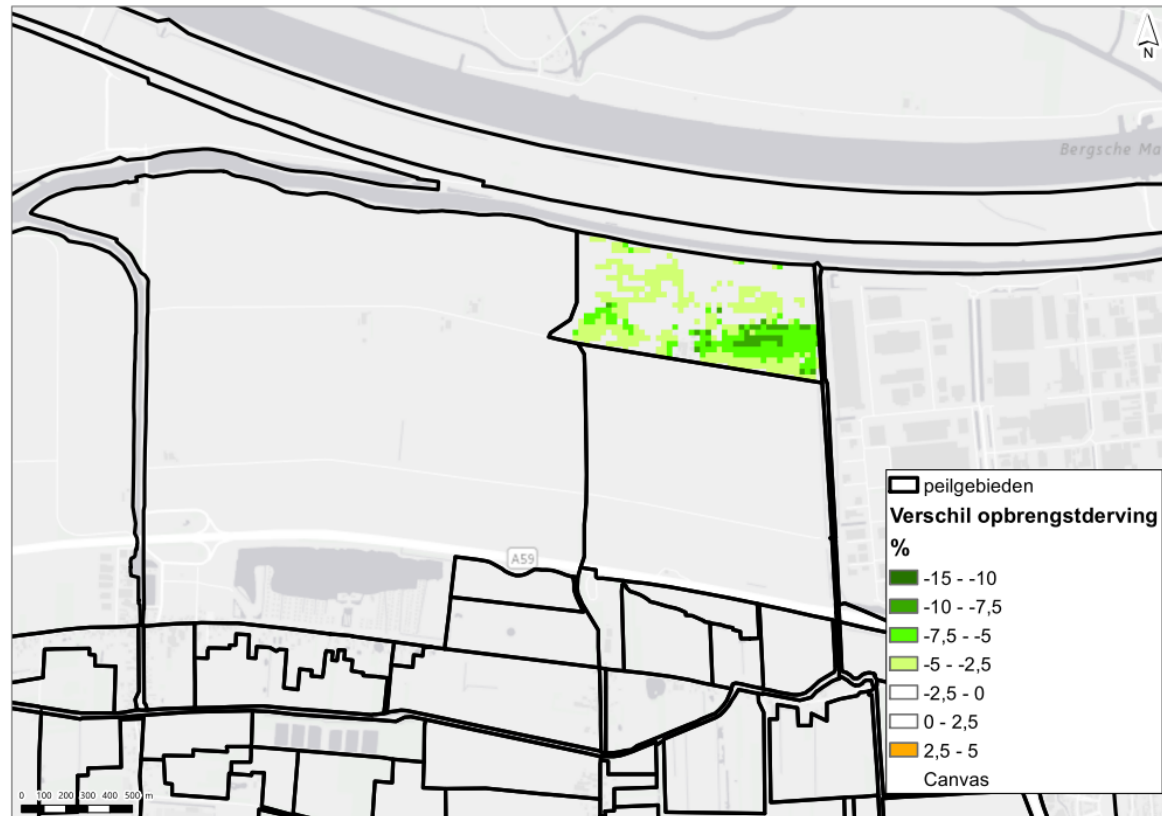 N
Bergsche Ma
A59
peilgebieden
Verschil opbrengstderving
%
-15 - -10
-10 - -7,5
-7,5 - -5
-5 - -2,5
-2,5 - 0
0 - 2,5
2,5 - 5
Canvas
0 100 200 300 400 500 m